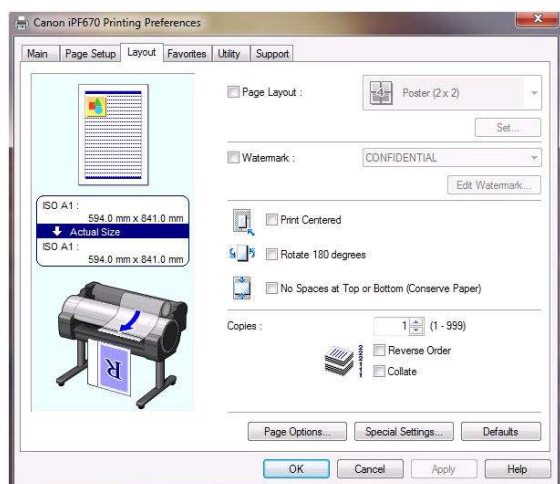 Canon iPF670 Printing Preferences
Main Page Setup Layout Favorites Utility Support
Page Layout :
4
Poster (2 x 2)
Set...
Watermark :
CONFIDENTIAL
Edit Watermark...
ISO A1 :
594.0 mm x 841.0 mm
Actual Size
ISO A1 :
594.0 mm x 841.0 mm
Print Centered
Rotate 180 degrees
No Spaces at Top or Bottom (Conserve Paper)
R
Copies :
1 (1 - 999)
Reverse Order
Collate
Page Options... Special Settings... Defaults
OK Cancel Apply Help